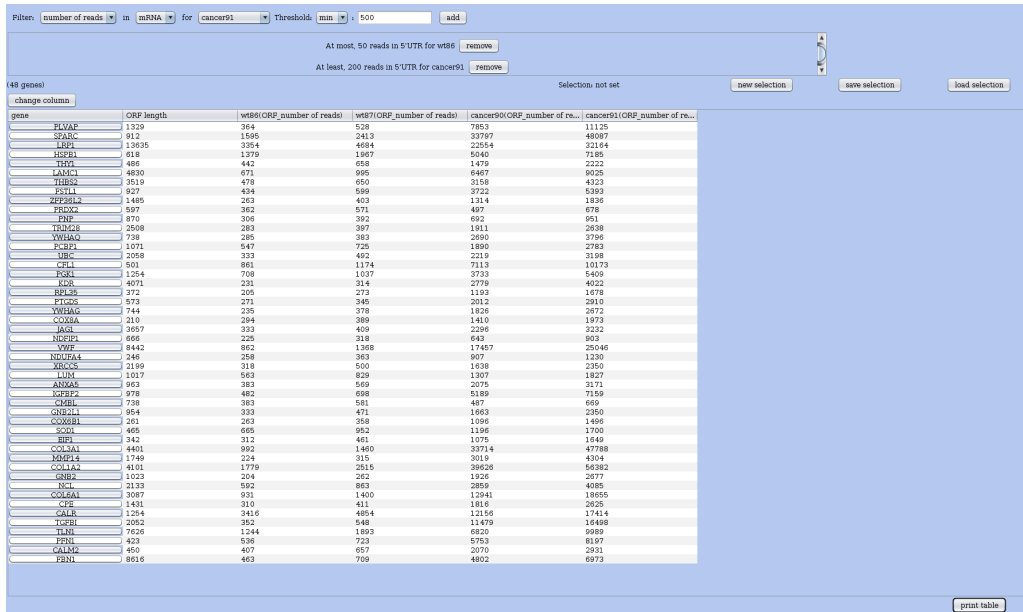 Filter: number of reads in mRNA for cancer91 Threshold: min : 500 add
At most, 50 reads in 5'UTR for wt86 remove
At least, 200 reads in 5'UTR for cancer91 remove
(48 genes) Selection: not set new selection save selection load selection
change column
gene ORF length wt86(ORF_number of reads) wt87(ORF_number of reads) cancer90(ORF_number of re... cancer91(ORF_number of re...
PLVAP 1329 364 528 7853 11125
SPARC 912 1595 2413 33797 48087
LRP1 13635 3354 4684 22554 32164
HSPB1 618 1379 1967 5040 7185
THY1 486 442 658 1479 2222
LAMC1 4830 671 995 6467 9025
THBS2 3519 478 650 3158 4323
FSTL1 927 434 599 3722 5393
ZFP36L2 1485 263 403 1314 1836
PRDX2 597 362 571 497 678
PNP 870 306 392 692 951
TRIM28 2508 283 397 1911 2638
YWHAQ 738 285 383 2690 3796
PCBP1 1071 547 725 1890 2783
UBC 2058 333 492 2219 3198
CFL1 501 861 1174 7113 10173
PGK1 1254 708 1037 3733 5409
KDR 4071 231 314 2779 4022
RPL35 372 205 273 1193 1678
PTGDS 573 271 345 2012 2910
YWHAG 744 235 378 1826 2672
COX8A 210 294 389 1410 1973
JAG1 3657 333 409 2296 3232
NDFIP1 666 225 318 643 903
VWF 8442 862 1368 17457 25046
NDUFA4 246 258 363 907 1230
XRCC5 2199 318 500 1638 2350
LUM 1017 563 829 1307 1827
ANXA5 963 383 569 2075 3171
IGFBP2 978 482 698 5189 7159
CMBL 738 383 581 487 669
GNB2L1 954 333 471 1663 2350
COX6B1 261 263 358 1096 1496
SOD1 465 665 952 1196 1700
EIF1 342 312 461 1075 1649
COL3A1 4401 992 1460 33714 47788
MMP14 1749 224 315 3019 4304
COL1A2 4101 1779 2515 39626 56382
GNB2 1023 204 262 1926 2677
NCL 2133 592 863 2859 4085
COL6A1 3087 931 1400 12941 18655
CPE 1431 310 411 1816 2625
CALR 1254 3416 4854 12156 17414
TGFBI 2052 352 548 11479 16498
TLN1 7626 1244 1893 6820 9989
PFN1 423 536 723 5753 8197
CALM2 450 407 657 2070 2931
FBN1 8616 463 709 4802 6973
print table